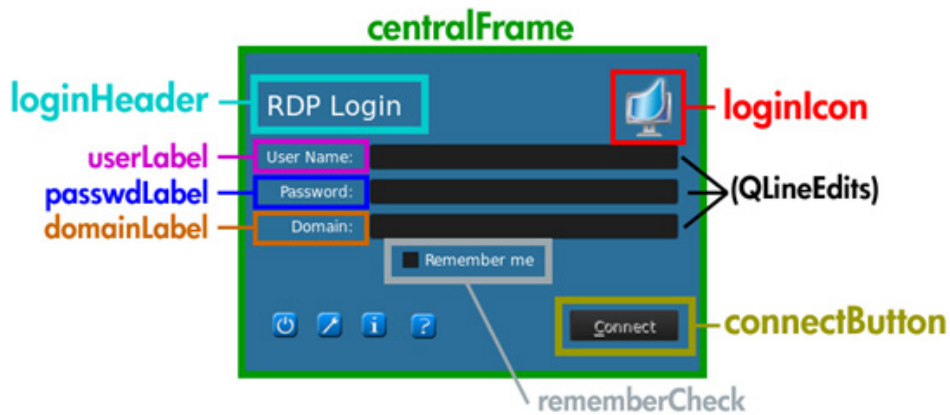 centralFrame
loginHeader
RDP Login
loginIcon
userLabel
User Name:
passwdLabel
Password:
(QLineEdits)
domainLabel
Domain:
Remember me
Connect
connectButton
rememberCheck